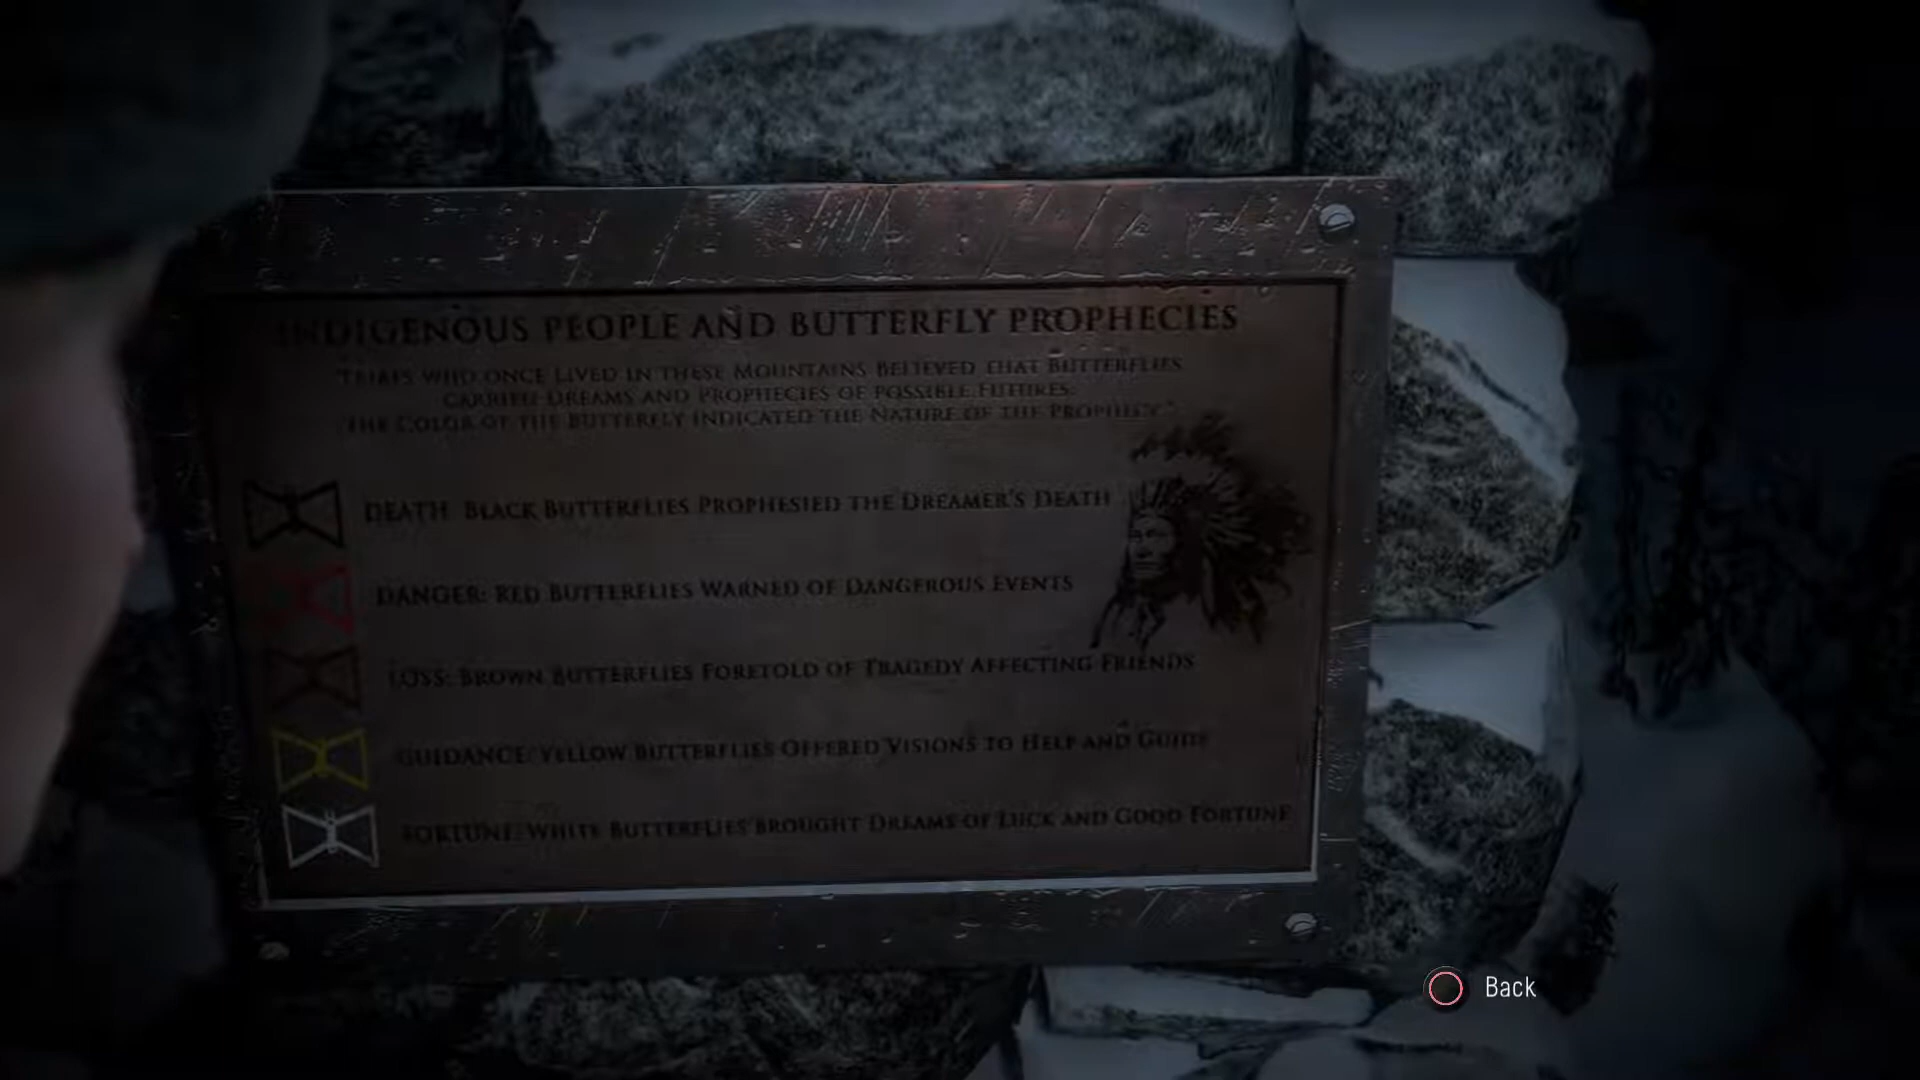 INDIGENOUS PEOPLE AND BUTTERFLY PROPHECIES
"TRIBES WHO ONCE LIVED IN THESE MOUNTAINS BELIEVED THAT BUTTERFLIES
CARRIED DREAMS AND PROPHECIES OF POSSIBLE FUTURES.
THE COLOR OF THE BUTTERFLY INDICATED THE NATURE OF THE PROPHECY."
DEATH: BLACK BUTTERFLIES PROPHESIED THE DREAMER'S DEATH
DANGER: RED BUTTERFLIES WARNED OF DANGEROUS EVENTS
LOSS: BROWN BUTTERFLIES FORETOLD OF TRAGEDY AFFECTING FRIENDS
GUIDANCE: YELLOW BUTTERFLIES OFFERED VISIONS TO HELP AND GUIDE
FORTUNE: WHITE BUTTERFLIES BROUGHT DREAMS OF LUCK AND GOOD FORTUNE
Back